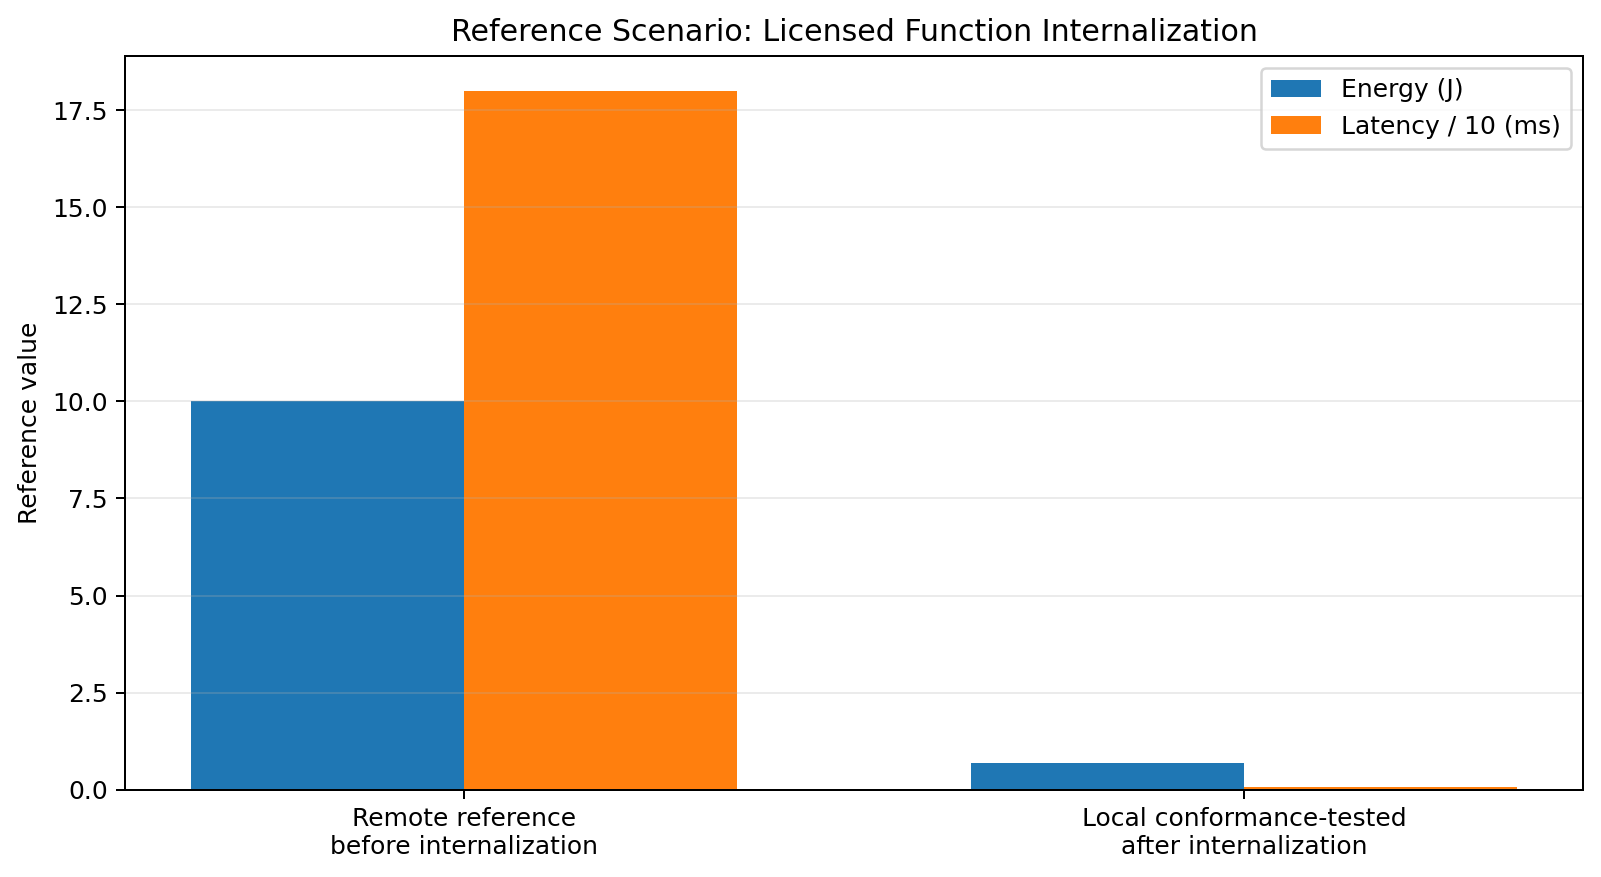 Reference Scenario: Licensed Function Internalization
Energy (J)
Latency / 10 (ms)
Reference value
17.5
15.0
12.5
10.0
7.5
5.0
2.5
0.0
Remote reference
before internalization
Local conformance-tested
after internalization